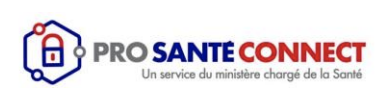 PRO SANTÉ CONNECT
Un service du ministère chargé de la Santé